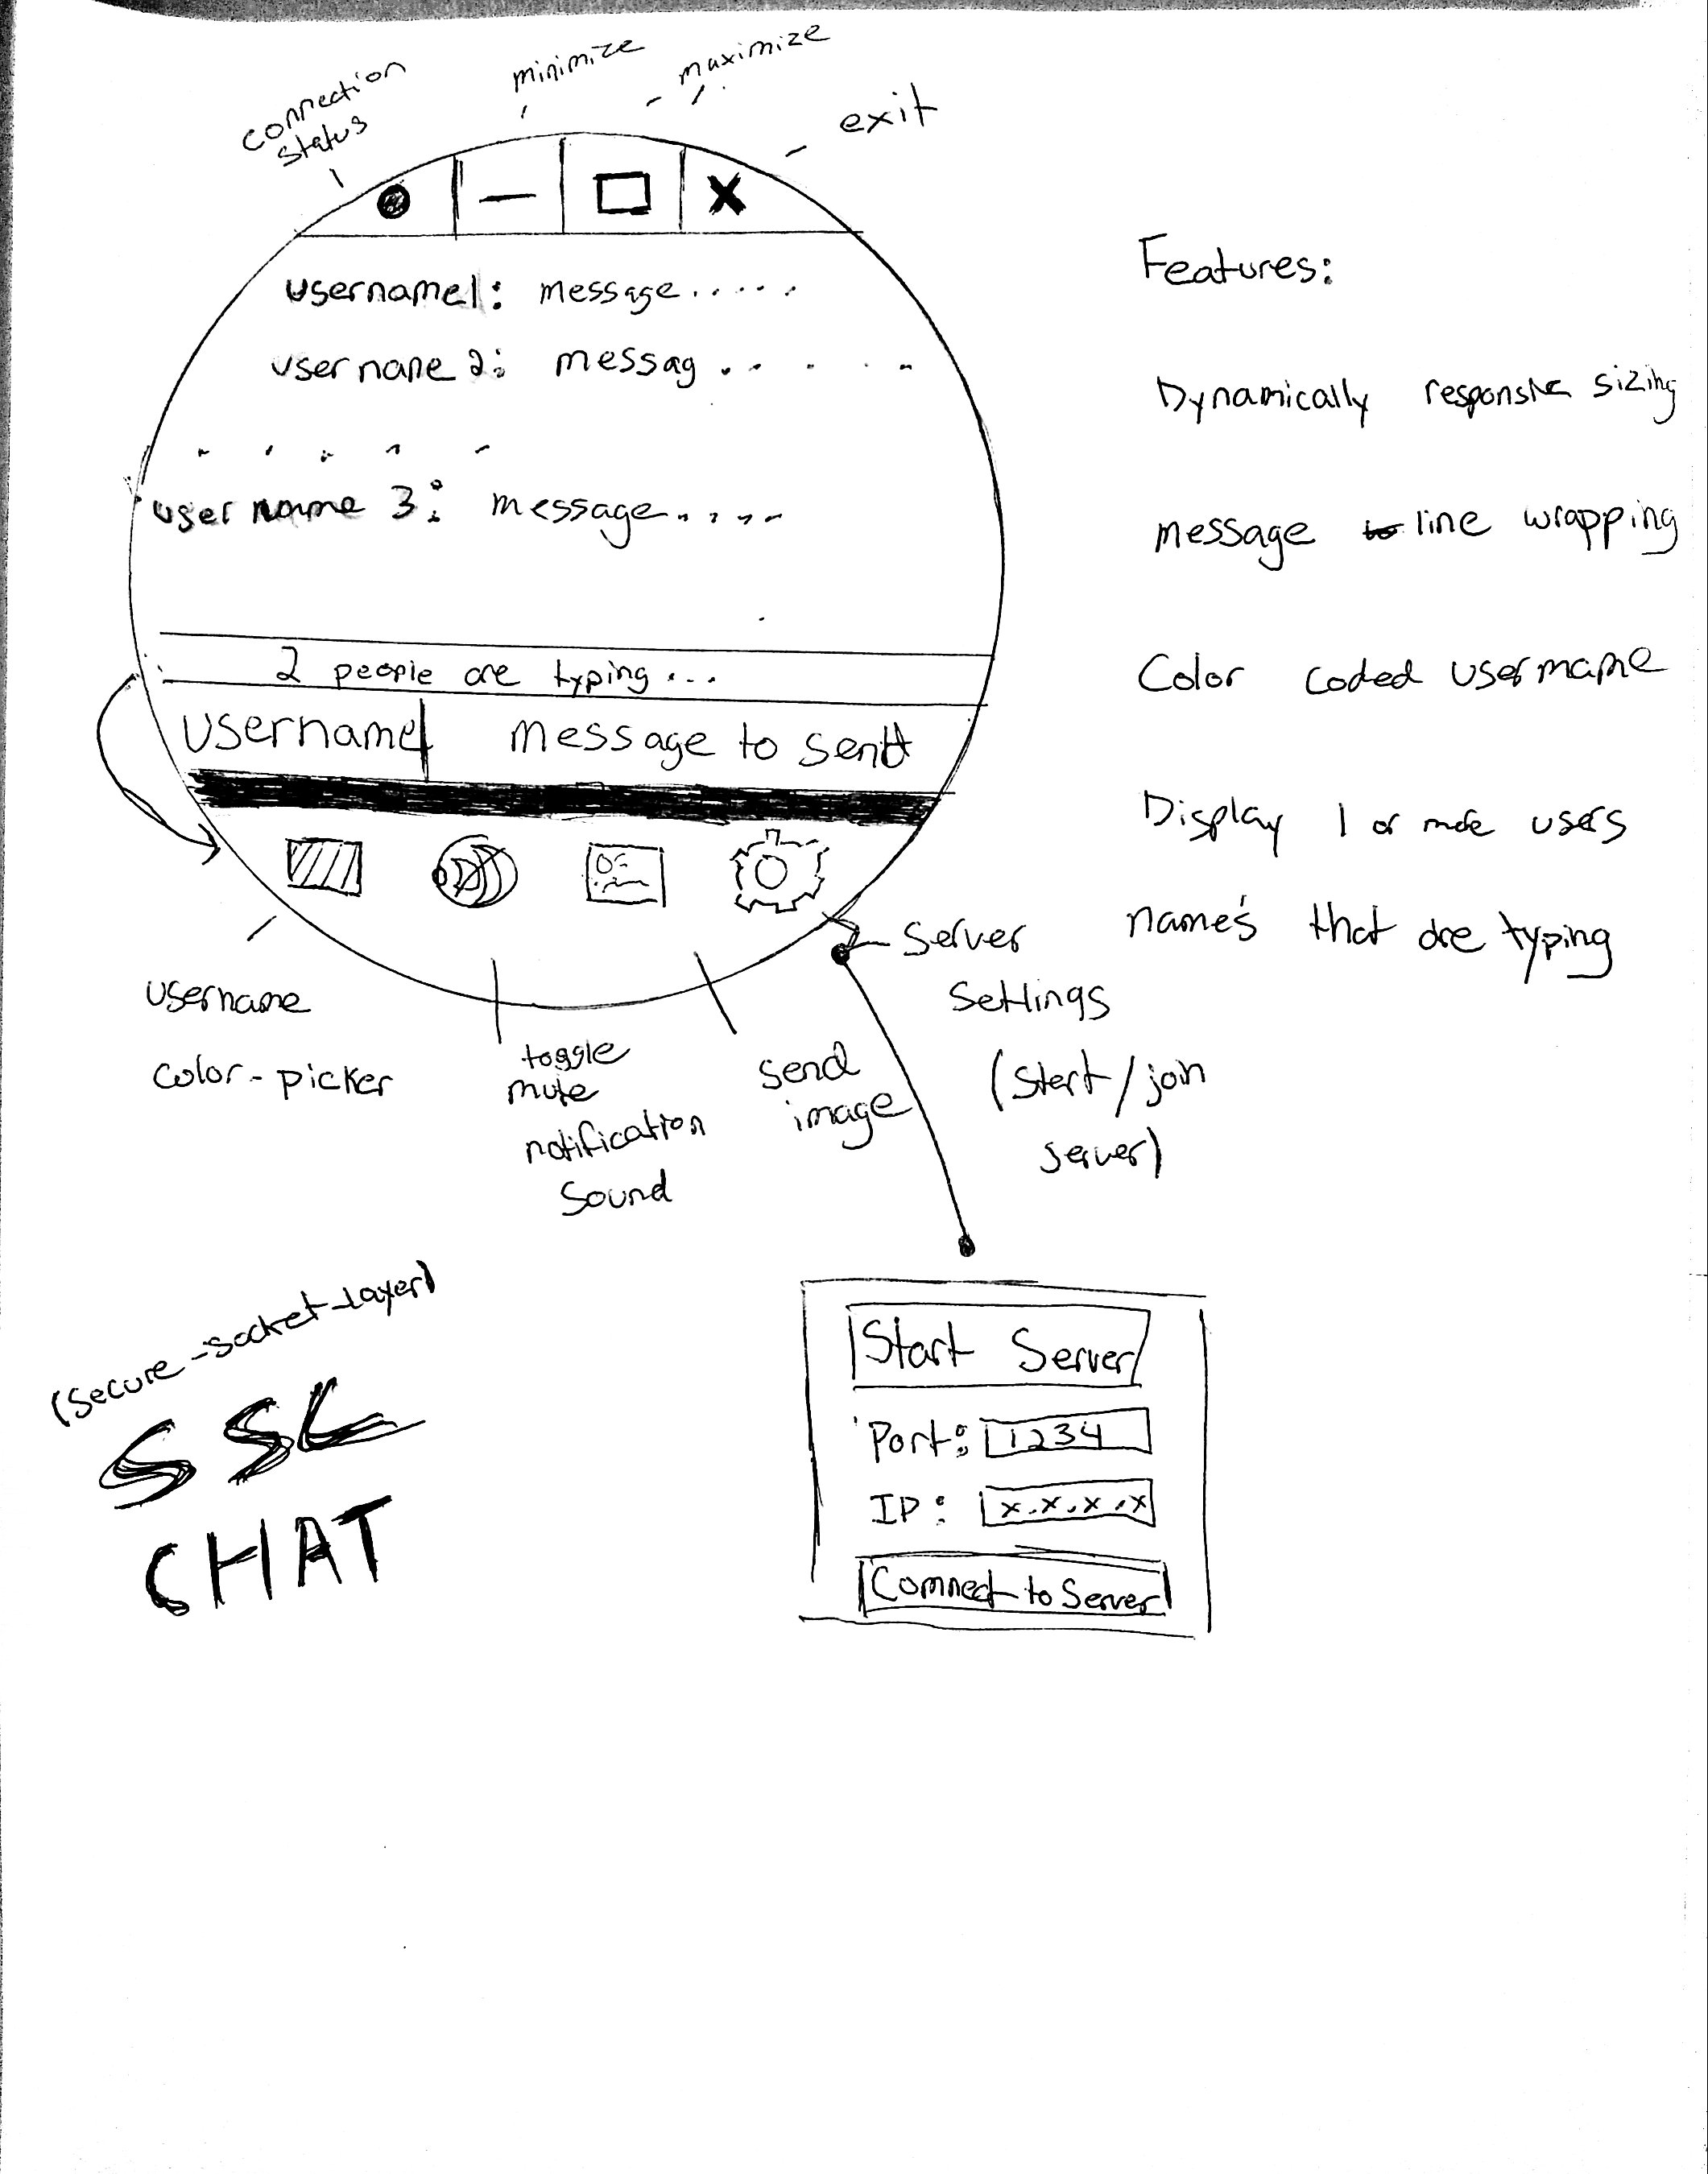 connection
status
minimize
maximize
exit
username1: message.....
username 2: messag . . . . .
. . . . .
user name 3: message....
2 people are typing...
username
message to send
username
color-picker
toggle
mute
notification
sound
send
image
server
settings
(start/join
server)
Features:
Dynamically responsive sizing
message line wrapping
Color coded username
Display 1 or more users
name's that are typing
(secure-socket-layer)
SSL
CHAT
Start Server
Port: 1234
IP: x.x.x.x
Connect to Server